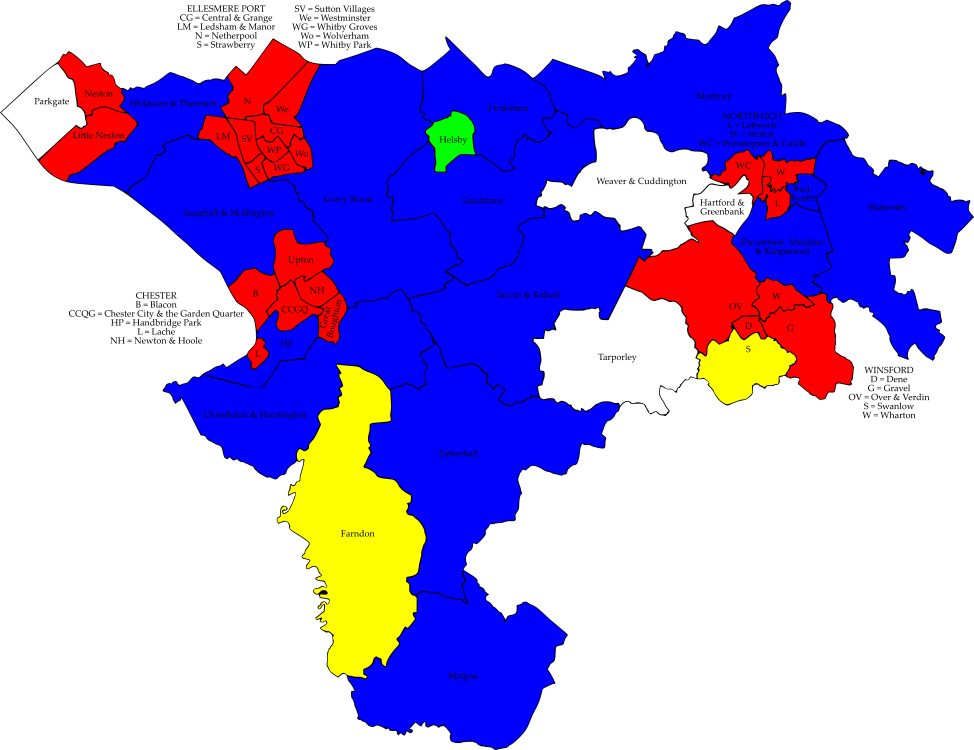 ELLESMERE PORT
CG = Central & Grange
LM = Ledsham & Manor
N = Netherpool
S = Strawberry
SV = Sutton Villages
We = Westminster
WG = Whitby Groves
Wo = Wolverham
WP = Whitby Park
Parkgate
Neston
Little Neston
Willaston & Thornton
N
We
LM
SV
CG
WP
Wo
S
WG
Helsby
Frodsham
Marbury
NORTHWICH
L = Leftwich
W = Witton
WC = Winnington & Castle
WC
W
L
Rudheath
Shakerley
Weaver & Cuddington
Hartford &
Greenbank
Davenham, Moulton
& Kingsmead
Saughall & Mollington
Gowy Rural
Sandstone
Upton
B
NH
CCGQ
Great
Boughton
HP
L
CHESTER
B = Blacon
CCQG = Chester City & the Garden Quarter
HP = Handbridge Park
L = Lache
NH = Newton & Hoole
Tarvin & Kelsall
Tarporley
OV
W
D
G
S
WINSFORD
D = Dene
G = Gravel
OV = Over & Verdin
S = Swanlow
W = Wharton
Christleton & Huntington
Tattenhall
Farndon
Malpas